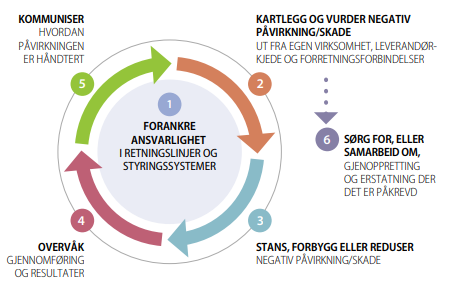 1
FORANKRE
ANSVARLIGHET
I RETNINGSLINJER OG
STYRINGSSYSTEMER
2
KARTLEGG OG VURDER NEGATIV
PÅVIRKNING/SKADE
UT FRA EGEN VIRKSOMHET, LEVERANDØR-
KJEDE OG FORRETNINGSFORBINDELSER
3
STANS, FORBYGG ELLER REDUSER
NEGATIV PÅVIRKNING/SKADE
4
OVERVÅK
GJENNOMFØRING
OG RESULTATER
5
KOMMUNISER
HVORDAN
PÅVIRKNINGEN
ER HÅNDTERT
6
SØRG FOR, ELLER
SAMARBEID OM,
GJENOPPRETTING
OG ERSTATNING DER
DET ER PÅKREVD